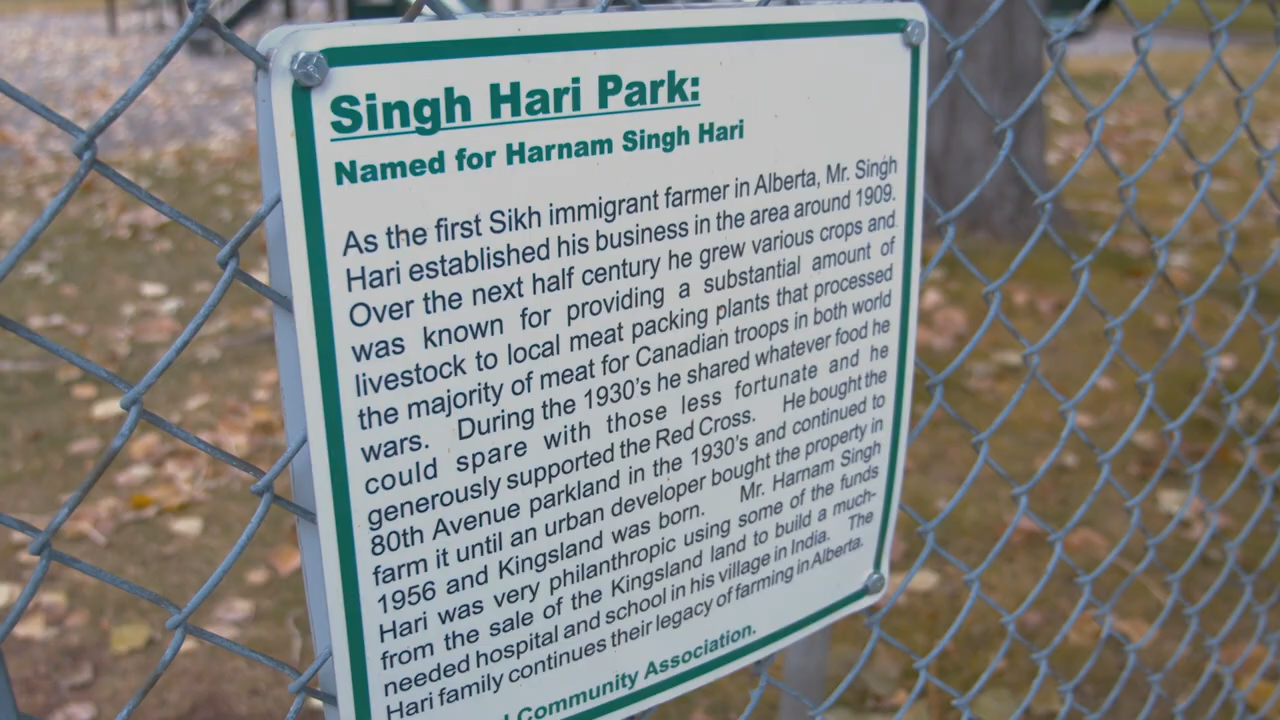 Singh Hari Park:
Named for Harnam Singh Hari
As the first Sikh immigrant farmer in Alberta, Mr. Singh
Hari established his business in the area around 1909.
Over the next half century he grew various crops and
was known for providing a substantial amount of
livestock to local meat packing plants that processed
the majority of meat for Canadian troops in both world
wars. During the 1930's he shared whatever food he
could spare with those less fortunate and he
generously supported the Red Cross. He bought the
80th Avenue parkland in the 1930's and continued to
farm it until an urban developer bought the property in
1956 and Kingsland was born. Mr. Harnam Singh
Hari was very philanthropic using some of the funds
from the sale of the Kingsland land to build a much-
needed hospital and school in his village in India. The
Hari family continues their legacy of farming in Alberta.
Community Association.